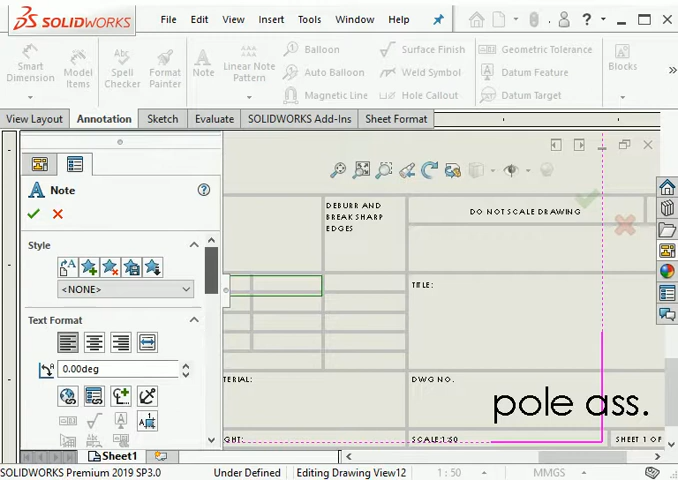 SOLIDWORKS File Edit View Insert Tools Window Help
Smart Dimension
Model Items
Spell Checker
Format Painter
Note
Linear Note Pattern
Balloon
Auto Balloon
Magnetic Line
Surface Finish
Weld Symbol
Hole Callout
Geometric Tolerance
Datum Feature
Datum Target
Blocks
View Layout Annotation Sketch Evaluate SOLIDWORKS Add-Ins Sheet Format
Note
Style
<NONE>
Text Format
0.00deg
DEBURR AND
BREAK SHARP
EDGES
DO NOT SCALE DRAWING
TITLE:
TERIAL:
DWG NO.
pole ass.
GHT:
SCALE:1:50
SHEET 1 OF
Sheet1
SOLIDWORKS Premium 2019 SP3.0 Under Defined Editing Drawing View12 1 : 50 MMGS